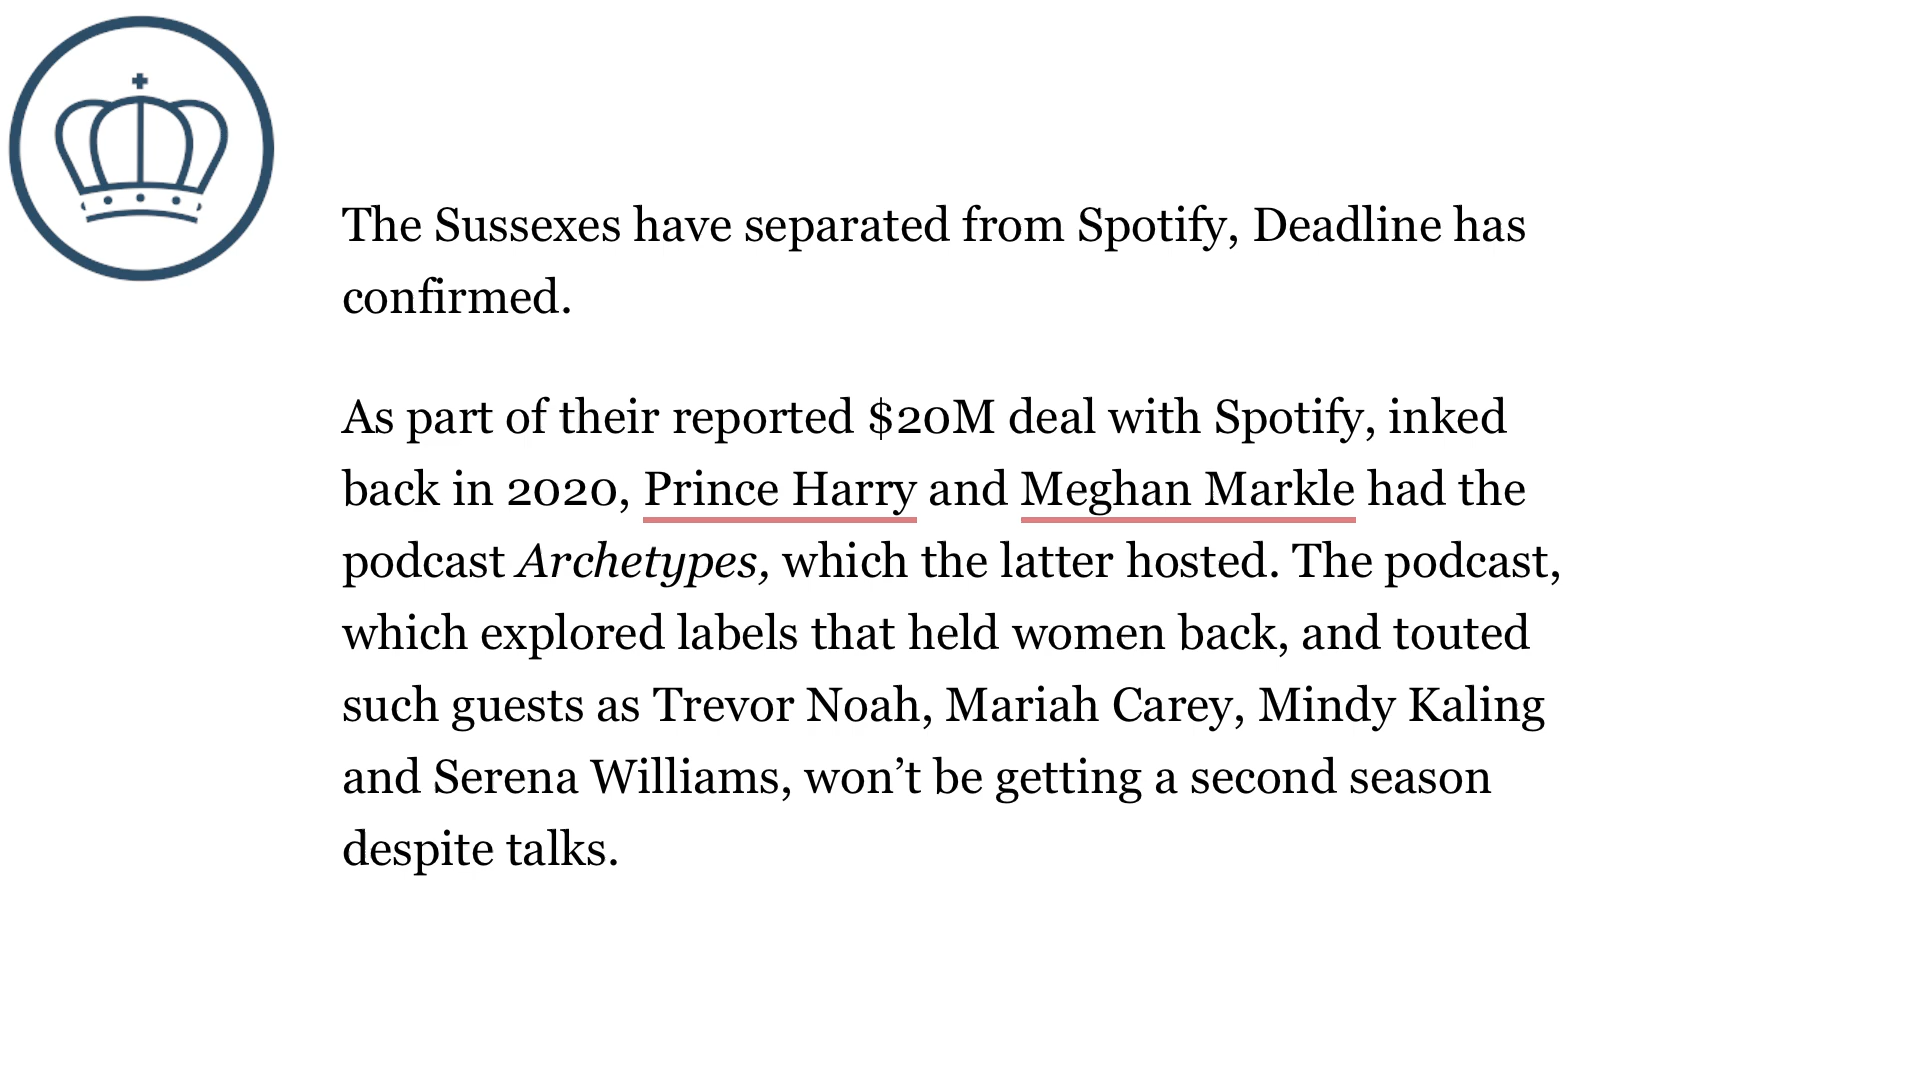 The Sussexes have separated from Spotify, Deadline has
confirmed.
As part of their reported $20M deal with Spotify, inked
back in 2020, Prince Harry and Meghan Markle had the
podcast Archetypes, which the latter hosted. The podcast,
which explored labels that held women back, and touted
such guests as Trevor Noah, Mariah Carey, Mindy Kaling
and Serena Williams, won’t be getting a second season
despite talks.